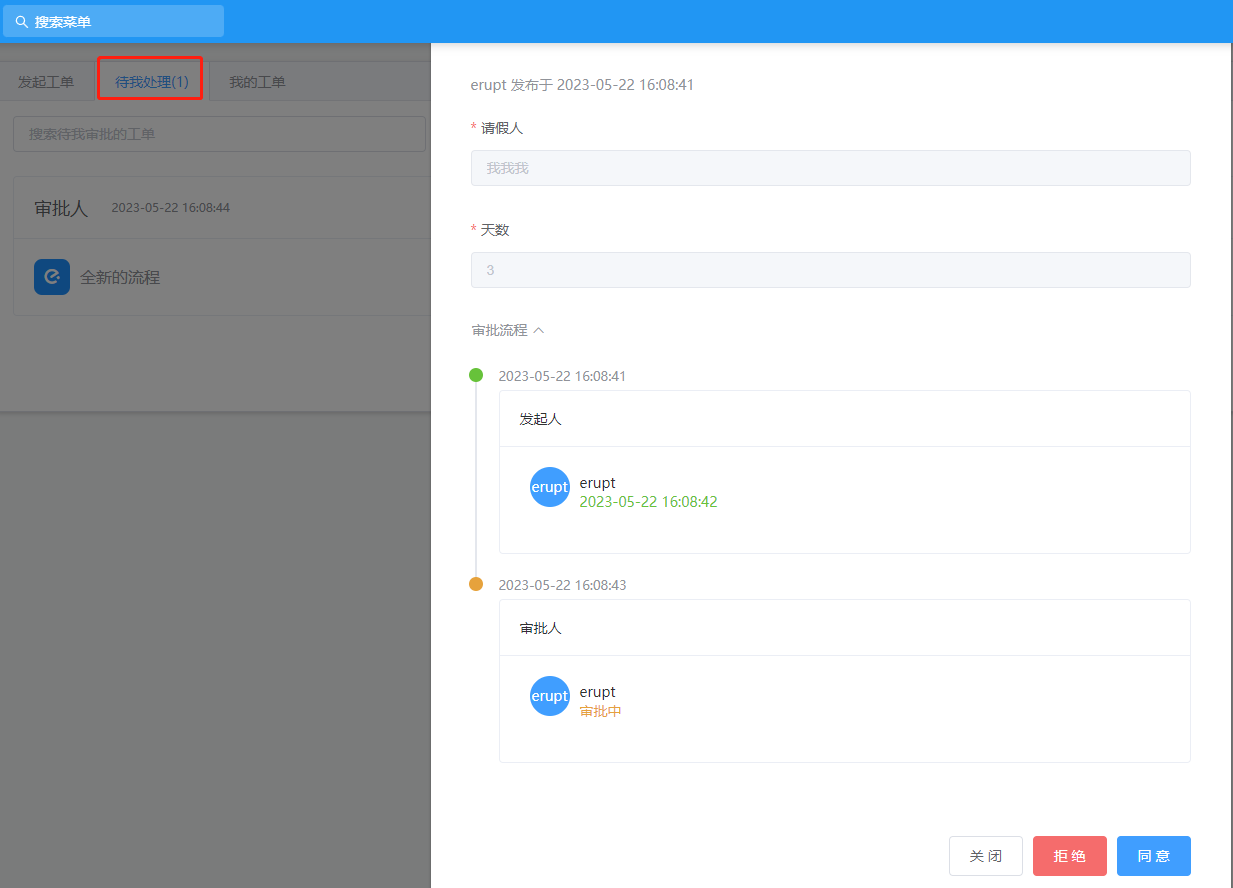 搜索菜单
发起工单
待我处理(1)
我的工单
搜索待我审批的工单
审批人 2023-05-22 16:08:44
全新的流程
erupt 发布于 2023-05-22 16:08:41
* 请假人
我我我
* 天数
3
审批流程
2023-05-22 16:08:41
发起人
erupt
erupt
2023-05-22 16:08:42
2023-05-22 16:08:43
审批人
erupt
erupt
审批中
关闭
拒绝
同意